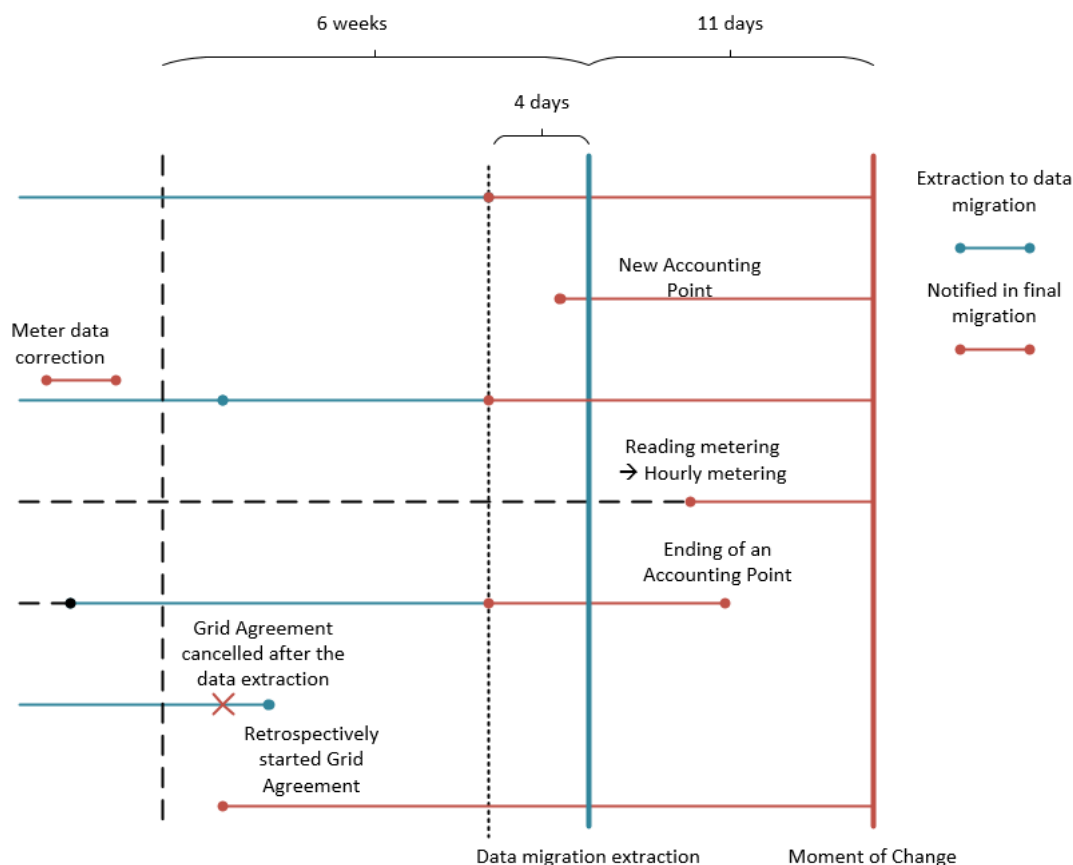 6 weeks
11 days
4 days
Extraction to data
migration
New Accounting
Point
Notified in final
migration
Meter data
correction
Reading metering
→ Hourly metering
Ending of an
Accounting Point
Grid Agreement
cancelled after the
data extraction
Retrospectively
started Grid
Agreement
Data migration extraction
Moment of Change